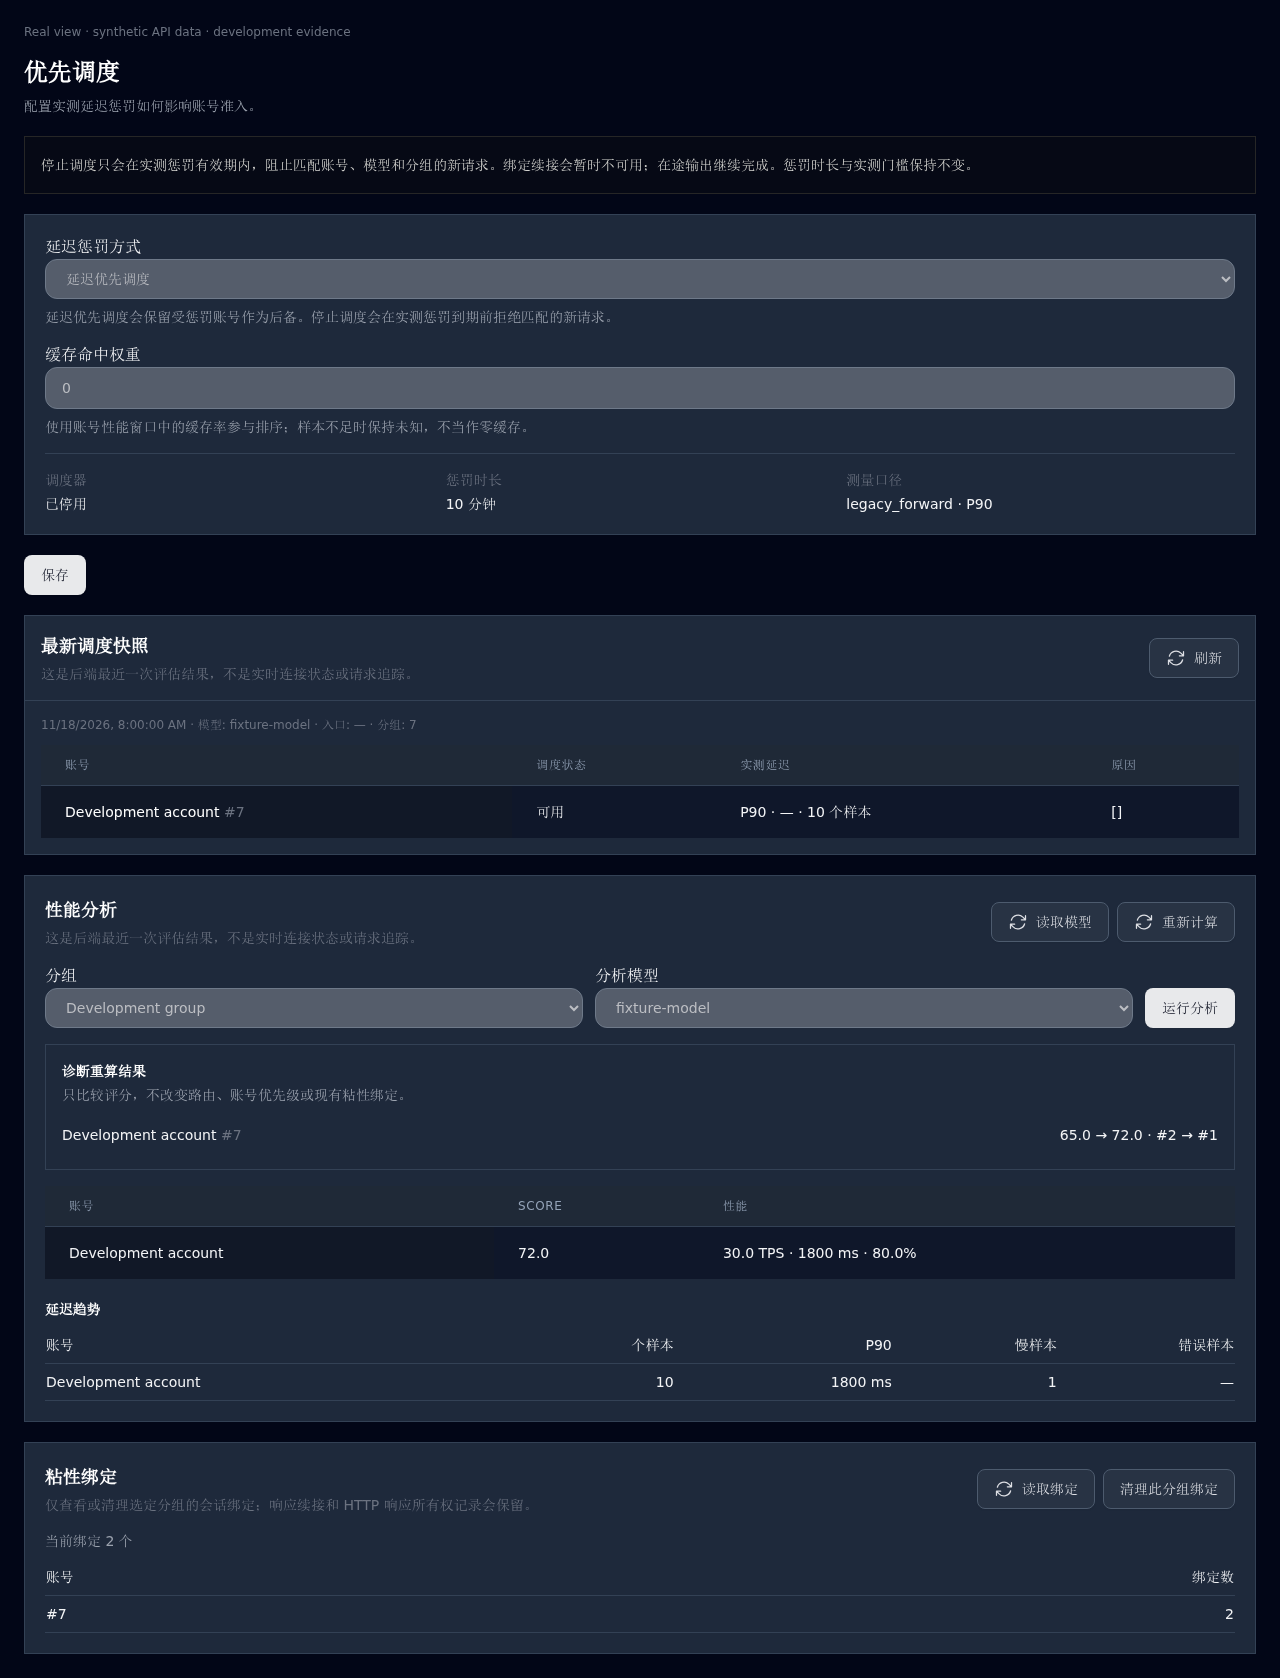 Real view · synthetic API data · development evidence
优先调度
配置实测延迟惩罚如何影响账号准入。
停止调度只会在实测惩罚有效期内，阻止匹配账号、模型和分组的新请求。绑定续接会暂时不可用；在途输出继续完成。惩罚时长与实测门槛保持不变。
延迟惩罚方式
延迟优先调度
延迟优先调度会保留受惩罚账号作为后备。停止调度会在实测惩罚到期前拒绝匹配的新请求。
缓存命中权重
0
使用账号性能窗口中的缓存率参与排序；样本不足时保持未知，不当作零缓存。
调度器 惩罚时长 测量口径
已停用 10 分钟 legacy_forward · P90
保存
最新调度快照
这是后端最近一次评估结果，不是实时连接状态或请求追踪。
刷新
11/18/2026, 8:00:00 AM · 模型: fixture-model · 入口: — · 分组: 7
账号 调度状态 实测延迟 原因
Development account #7 可用 P90 · — · 10 个样本 []
性能分析
这是后端最近一次评估结果，不是实时连接状态或请求追踪。
读取模型 重新计算
分组 分析模型
Development group fixture-model 运行分析
诊断重算结果
只比较评分，不改变路由、账号优先级或现有粘性绑定。
Development account #7 65.0 → 72.0 · #2 → #1
账号 SCORE 性能
Development account 72.0 30.0 TPS · 1800 ms · 80.0%
延迟趋势
账号 个样本 P90 慢样本 错误样本
Development account 10 1800 ms 1 —
粘性绑定
仅查看或清理选定分组的会话绑定；响应续接和 HTTP 响应所有权记录会保留。
读取绑定 清理此分组绑定
当前绑定 2 个
账号 绑定数
#7 2